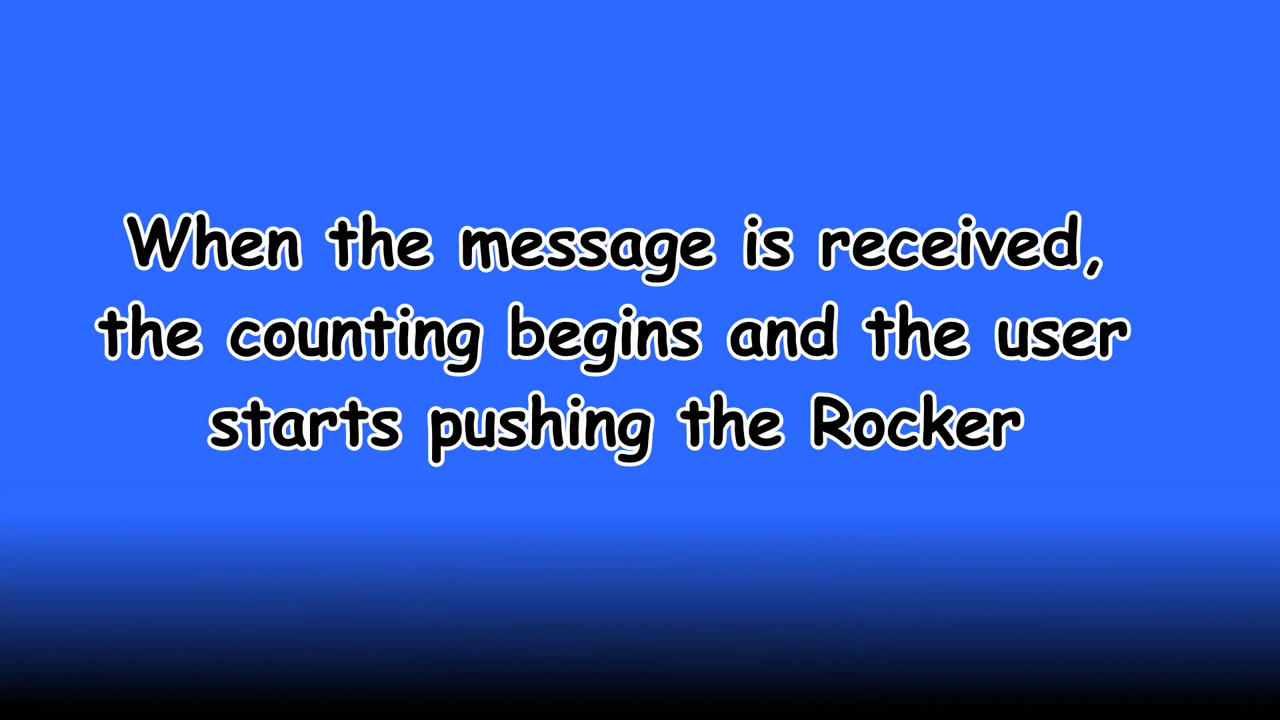 When the message is received,
the counting begins and the user
starts pushing the Rocker